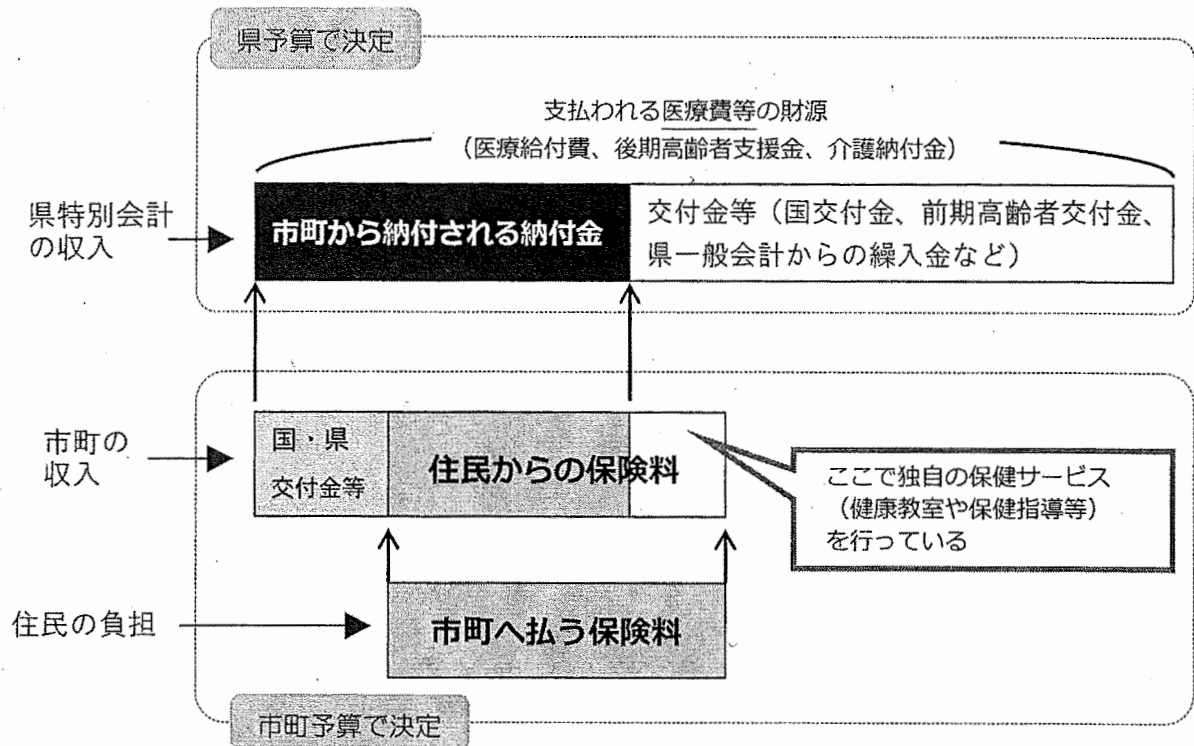 県予算で決定
支払われる医療費等の財源
（医療給付費、後期高齢者支援金、介護納付金）
県特別会計
の収入
市町から納付される納付金
交付金等（国交付金、前期高齢者交付金、
県一般会計からの繰入金など）
市町の
収入
国・県
交付金等
住民からの保険料
ここで独自の保健サービス
（健康教室や保健指導等）
を行っている
住民の負担
市町へ払う保険料
市町予算で決定